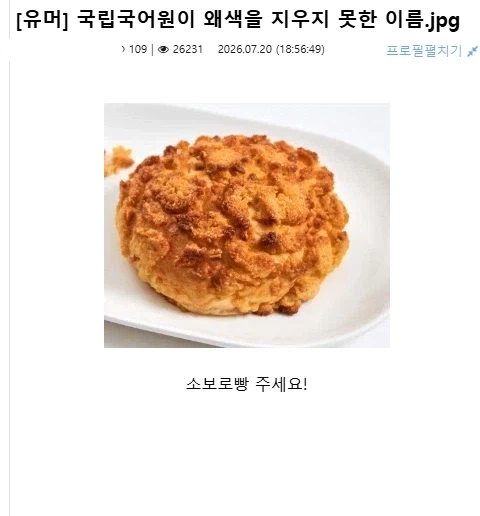 [유머] 국립국어원이 왜색을 지우지 못한 이름.jpg
109 | 26231 2026.07.20 (18:56:49) 프로필펼치기
소보로빵 주세요!